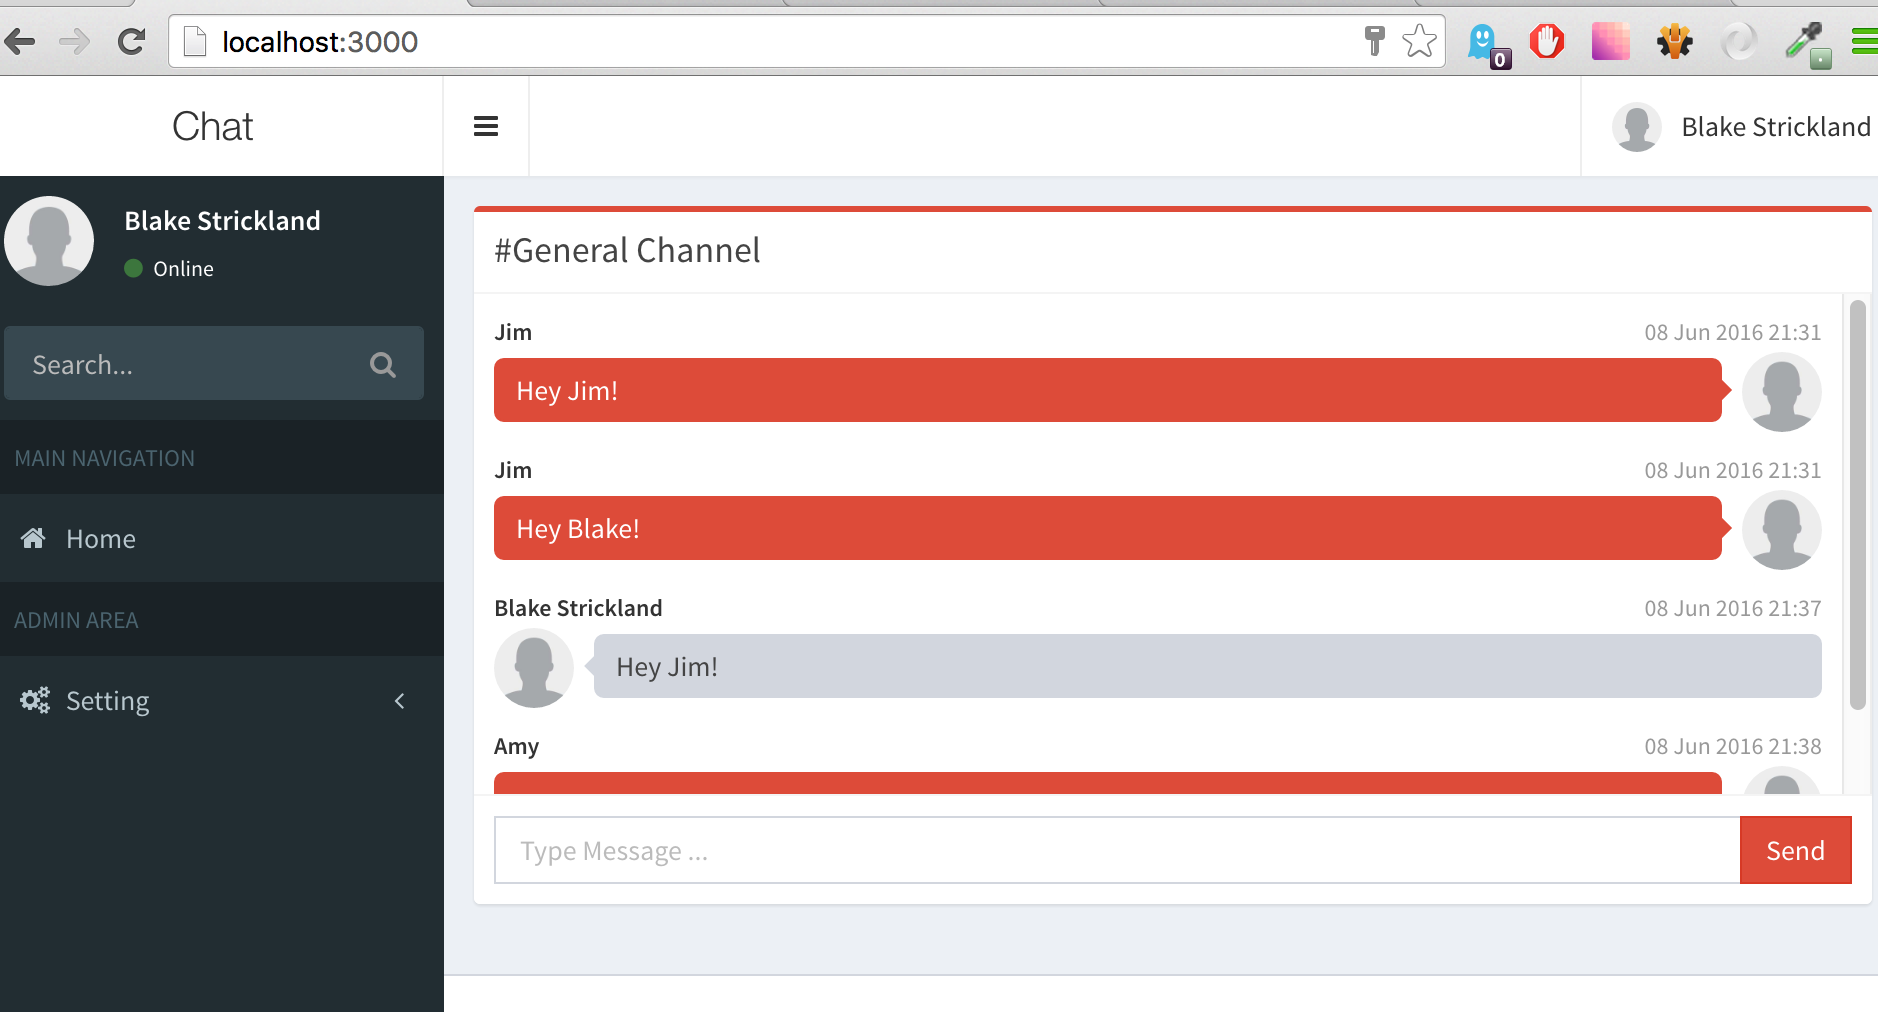 localhost:3000
0
Chat
Blake Strickland
Blake Strickland
Online
Search...
MAIN NAVIGATION
Home
ADMIN AREA
Setting
#General Channel
Jim 08 Jun 2016 21:31
Hey Jim!
Jim 08 Jun 2016 21:31
Hey Blake!
Blake Strickland 08 Jun 2016 21:37
Hey Jim!
Amy 08 Jun 2016 21:38
Type Message ...
Send